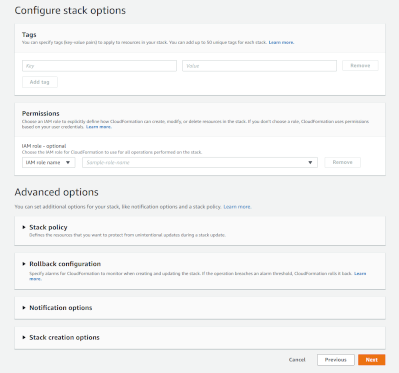 Configure stack options
Tags
You can specify tags (key-value pairs) to apply to resources in your stack. You can add up to 50 unique tags for each stack. Learn more.
Key
Value
Remove
Add tag
Permissions
Choose an IAM role to explicitly define how CloudFormation can create, modify, or delete resources in the stack. If you don't choose a role, CloudFormation uses permissions
based on your user credentials. Learn more.
IAM role - optional
Choose the IAM role for CloudFormation to use for all operations performed on the stack.
IAM role name
Sample-role-name
Remove
Advanced options
You can set additional options for your stack, like notification options and a stack policy. Learn more.
Stack policy
Defines the resources that you want to protect from unintentional updates during a stack update.
Rollback configuration
Specify alarms for CloudFormation to monitor when creating and updating the stack. If the operation breaches an alarm threshold, CloudFormation rolls it back. Learn
more.
Notification options
Stack creation options
Cancel
Previous
Next